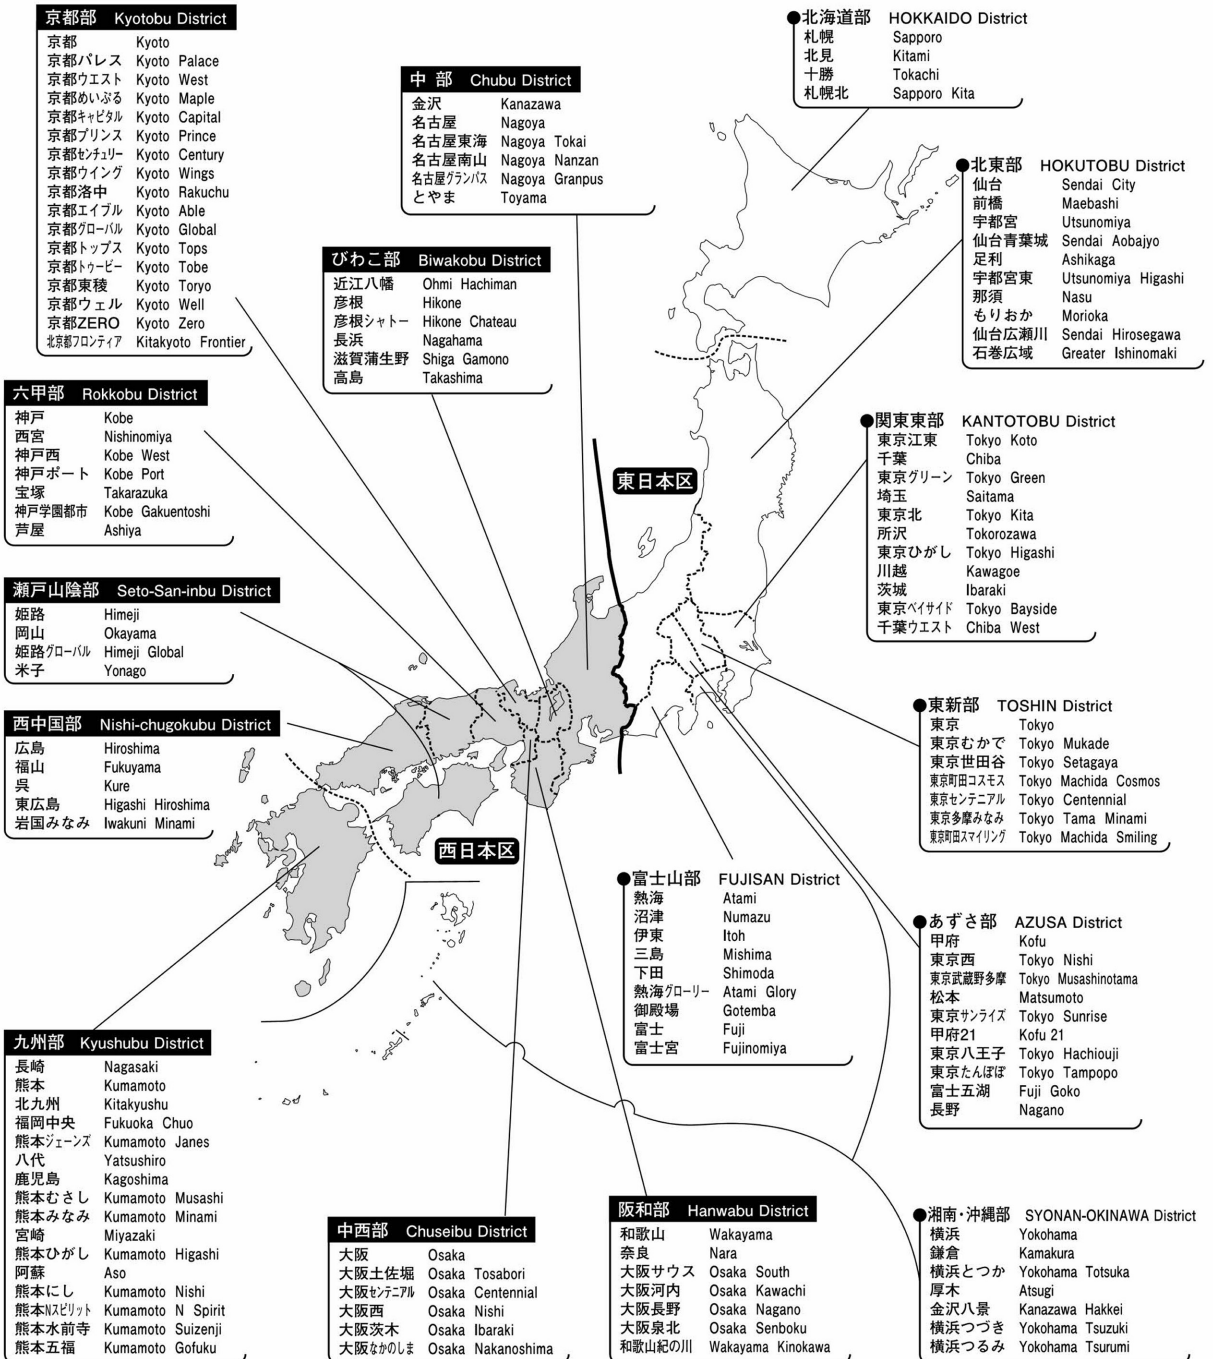 京都部 Kyotobu District
京都 Kyoto
京都パレス Kyoto Palace
京都ウエスト Kyoto West
京都めいぷる Kyoto Maple
京都キャピタル Kyoto Capital
京都プリンス Kyoto Prince
京都センチュリー Kyoto Century
京都ウイング Kyoto Wings
京都洛中 Kyoto Rakuchu
京都エイブル Kyoto Able
京都グローバル Kyoto Global
京都トップス Kyoto Tops
京都トゥービー Kyoto Tobe
京都東稜 Kyoto Toryo
京都ウェル Kyoto Well
京都ZERO Kyoto Zero
北京都フロンティア Kitakyoto Frontier
中 部 Chubu District
金沢 Kanazawa
名古屋 Nagoya
名古屋東海 Nagoya Tokai
名古屋南山 Nagoya Nanzan
名古屋グランパス Nagoya Granpus
とやま Toyama
●北海道部 HOKKAIDO District
札幌 Sapporo
北見 Kitami
十勝 Tokachi
札幌北 Sapporo Kita
●北東部 HOKUTOBU District
仙台 Sendai City
前橋 Maebashi
宇都宮 Utsunomiya
仙台青葉城 Sendai Aobajyo
足利 Ashikaga
宇都宮東 Utsunomiya Higashi
那須 Nasu
もりおか Morioka
仙台広瀬川 Sendai Hirosegawa
石巻広域 Greater Ishinomaki
びわこ部 Biwakobu District
近江八幡 Ohmi Hachiman
彦根 Hikone
彦根シャトー Hikone Chateau
長浜 Nagahama
滋賀蒲生野 Shiga Gamono
高島 Takashima
六甲部 Rokkobu District
神戸 Kobe
西宮 Nishinomiya
神戸西 Kobe West
神戸ポート Kobe Port
宝塚 Takarazuka
神戸学園都市 Kobe Gakuentoshi
芦屋 Ashiya
●関東東部 KANTOTOBU District
東京江東 Tokyo Koto
千葉 Chiba
東京グリーン Tokyo Green
埼玉 Saitama
東京北 Tokyo Kita
所沢 Tokorozawa
東京ひがし Tokyo Higashi
川越 Kawagoe
茨城 Ibaraki
東京ベイサイド Tokyo Bayside
千葉ウエスト Chiba West
東日本区
瀬戸山陰部 Seto-San-inbu District
姫路 Himeji
岡山 Okayama
姫路グローバル Himeji Global
米子 Yonago
西中国部 Nishi-chugokubu District
広島 Hiroshima
福山 Fukuyama
呉 Kure
東広島 Higashi Hiroshima
岩国みなみ Iwakuni Minami
●東新部 TOSHIN District
東京 Tokyo
東京むかで Tokyo Mukade
東京世田谷 Tokyo Setagaya
東京町田コスモス Tokyo Machida Cosmos
東京センテニアル Tokyo Centennial
東京多摩みなみ Tokyo Tama Minami
東京町田スマイリング Tokyo Machida Smiling
西日本区
●富士山部 FUJISAN District
熱海 Atami
沼津 Numazu
伊東 Itoh
三島 Mishima
下田 Shimoda
熱海グローリー Atami Glory
御殿場 Gotemba
富士 Fuji
富士宮 Fujinomiya
●あずさ部 AZUSA District
甲府 Kofu
東京西 Tokyo Nishi
東京武蔵野多摩 Tokyo Musashinotama
松本 Matsumoto
東京サンライズ Tokyo Sunrise
甲府21 Kofu 21
東京八王子 Tokyo Hachiouji
東京たんぽぽ Tokyo Tampopo
富士五湖 Fuji Goko
長野 Nagano
九州部 Kyushubu District
長崎 Nagasaki
熊本 Kumamoto
北九州 Kitakyushu
福岡中央 Fukuoka Chuo
熊本ジェーンズ Kumamoto Janes
八代 Yatsushiro
鹿児島 Kagoshima
熊本むさし Kumamoto Musashi
熊本みなみ Kumamoto Minami
宮崎 Miyazaki
熊本ひがし Kumamoto Higashi
阿蘇 Aso
熊本にし Kumamoto Nishi
熊本Nスピリット Kumamoto N Spirit
熊本水前寺 Kumamoto Suizenji
熊本五福 Kumamoto Gofuku
中西部 Chuseibu District
大阪 Osaka
大阪土佐堀 Osaka Tosabori
大阪センテニアル Osaka Centennial
大阪西 Osaka Nishi
大阪茨木 Osaka Ibaraki
大阪なかのしま Osaka Nakanoshima
阪和部 Hanwabu District
和歌山 Wakayama
奈良 Nara
大阪サウス Osaka South
大阪河内 Osaka Kawachi
大阪長野 Osaka Nagano
大阪泉北 Osaka Senboku
和歌山紀の川 Wakayama Kinokawa
●湘南・沖縄部 SYONAN-OKINAWA District
横浜 Yokohama
鎌倉 Kamakura
横浜とつか Yokohama Totsuka
厚木 Atsugi
金沢八景 Kanazawa Hakkei
横浜つづき Yokohama Tsuzuki
横浜つるみ Yokohama Tsurumi